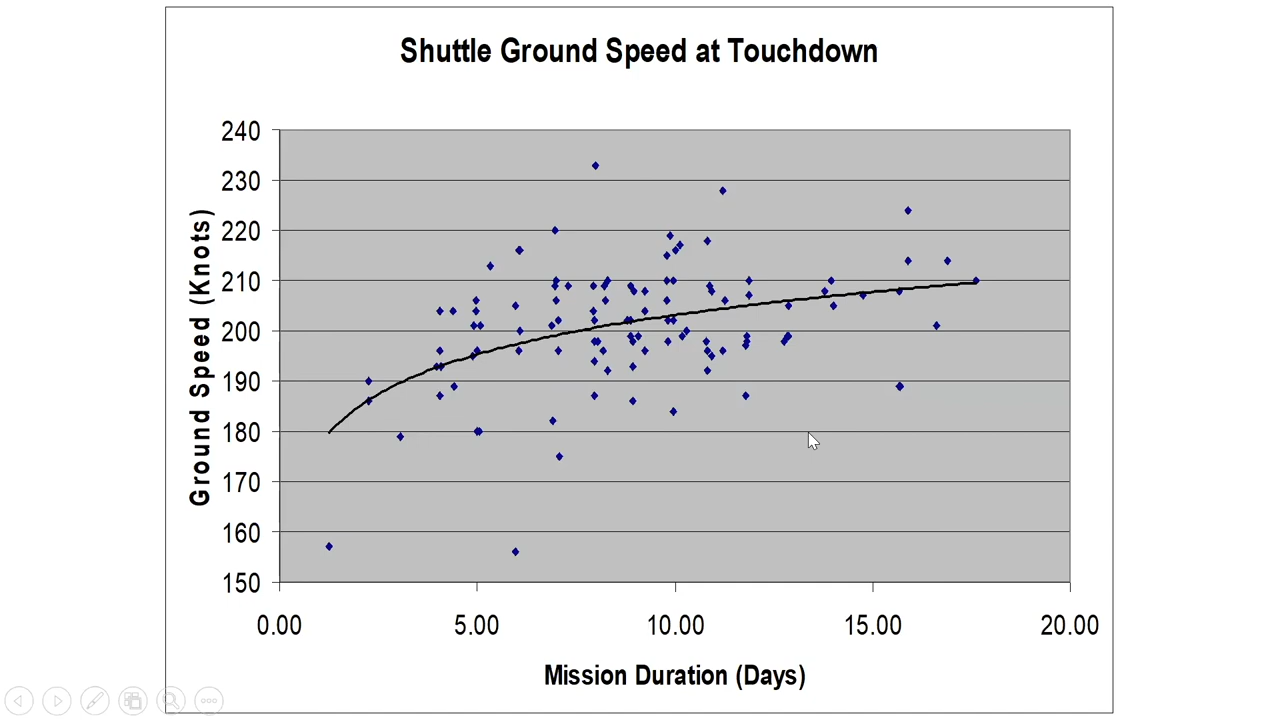 Shuttle Ground Speed at Touchdown
Ground Speed (Knots)
240
230
220
210
200
190
180
170
160
150
0.00 5.00 10.00 15.00 20.00
Mission Duration (Days)